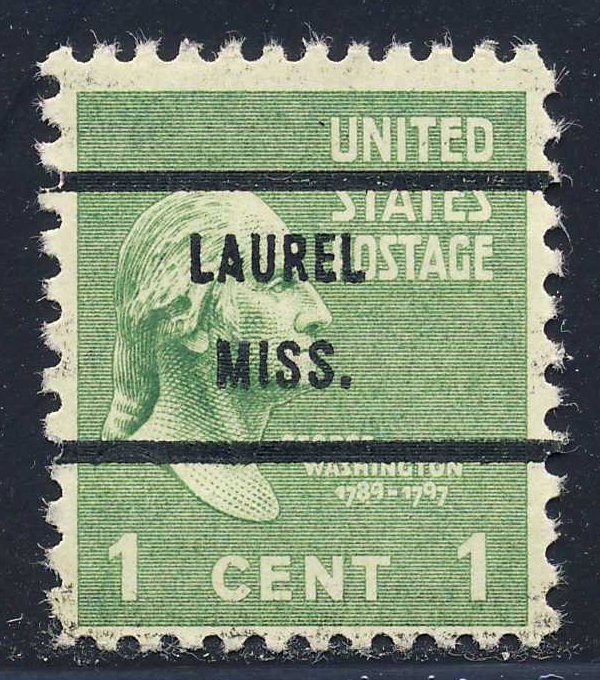 UNITED
STATES
POSTAGE
LAUREL
MISS.
WASHINGTON
1789-1797
1 CENT 1